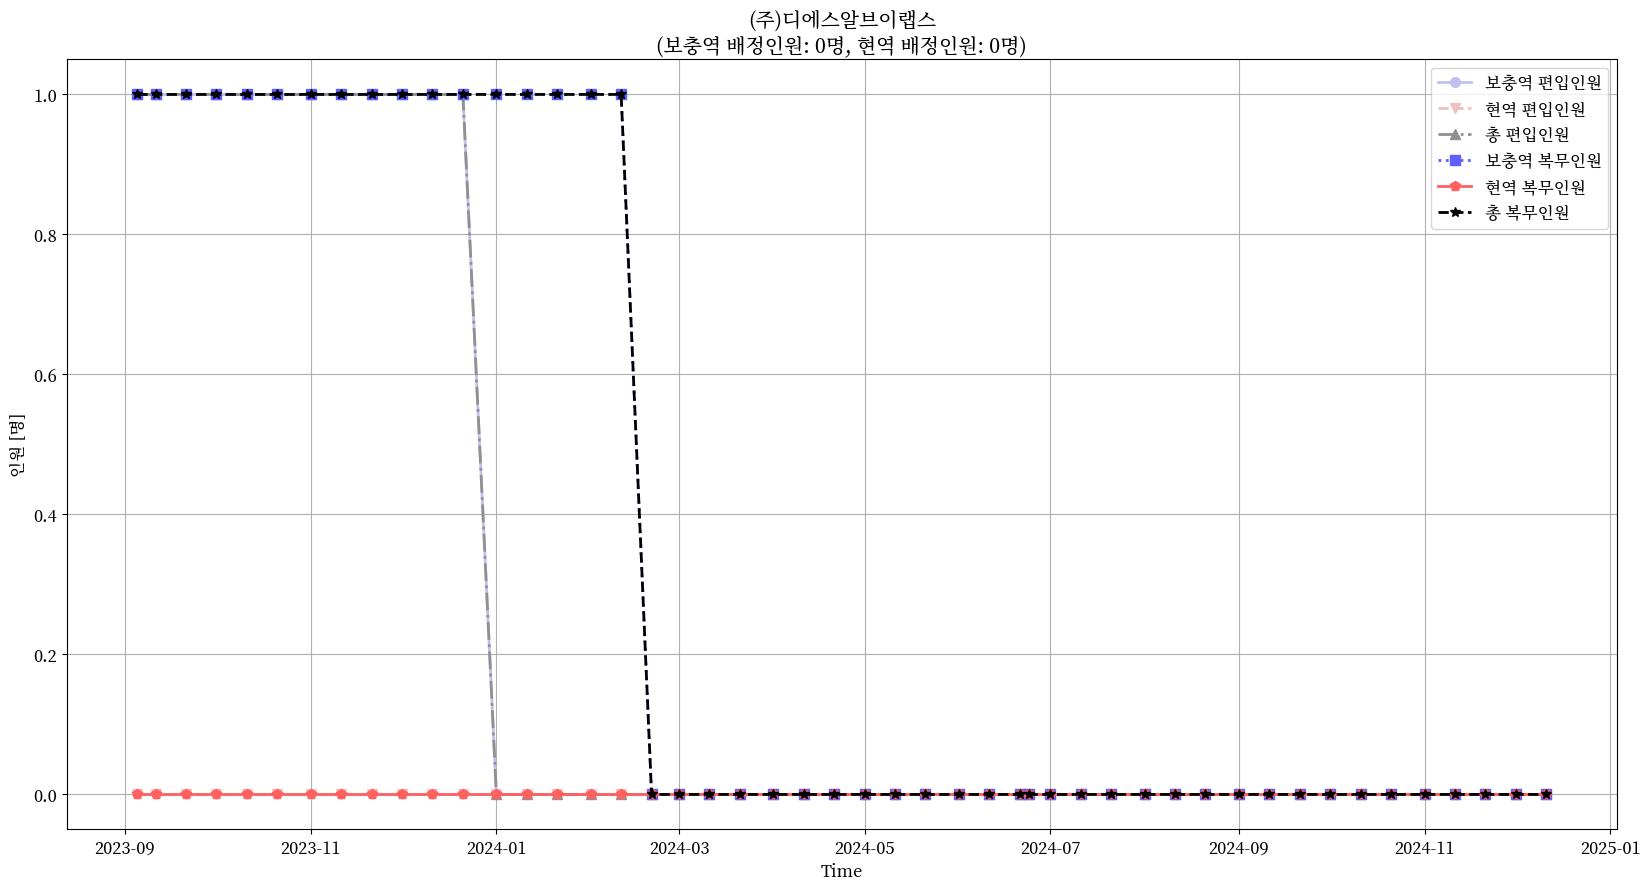 (주)디에스알브이랩스
(보충역 배정인원: 0명, 현역 배정인원: 0명)
보충역 편입인원
현역 편입인원
총 편입인원
보충역 복무인원
현역 복무인원
총 복무인원
1.0
0.8
0.6
0.4
0.2
0.0
인원 [명]
2023-09
2023-11
2024-01
2024-03
2024-05
2024-07
2024-09
2024-11
2025-01
Time